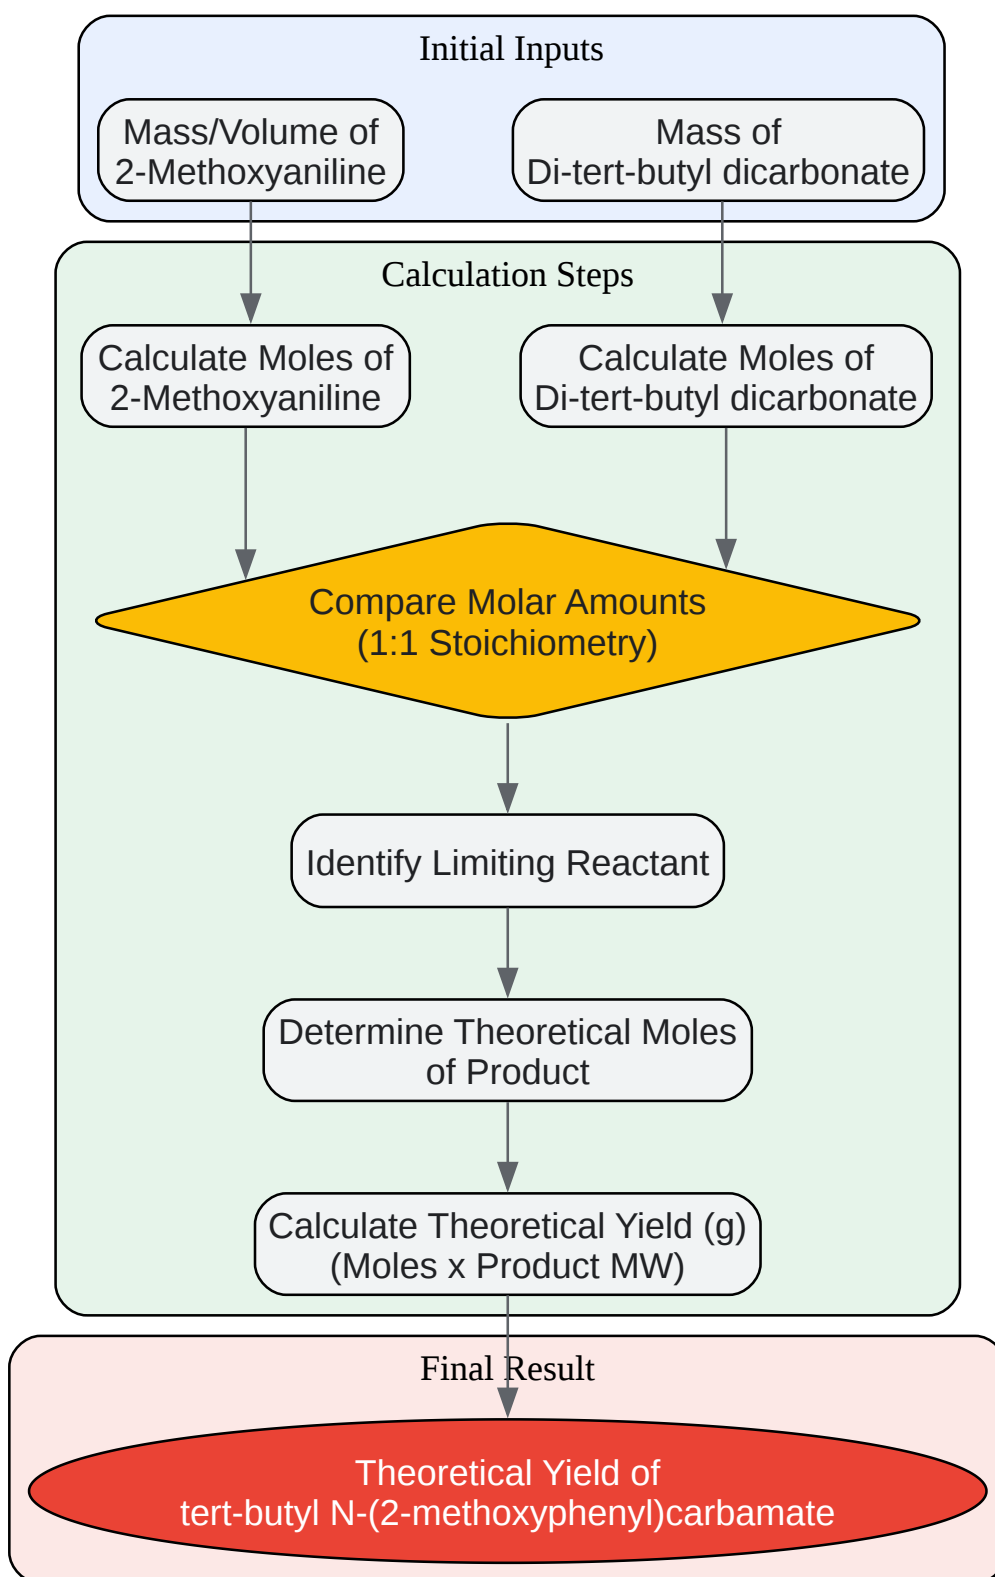 Initial Inputs
Mass/Volume of
2-Methoxyaniline
Mass of
Di-tert-butyl dicarbonate
Calculation Steps
Calculate Moles of
2-Methoxyaniline
Calculate Moles of
Di-tert-butyl dicarbonate
Compare Molar Amounts
(1:1 Stoichiometry)
Identify Limiting Reactant
Determine Theoretical Moles
of Product
Calculate Theoretical Yield (g)
(Moles x Product MW)
Final Result
Theoretical Yield of
tert-butyl N-(2-methoxyphenyl)carbamate